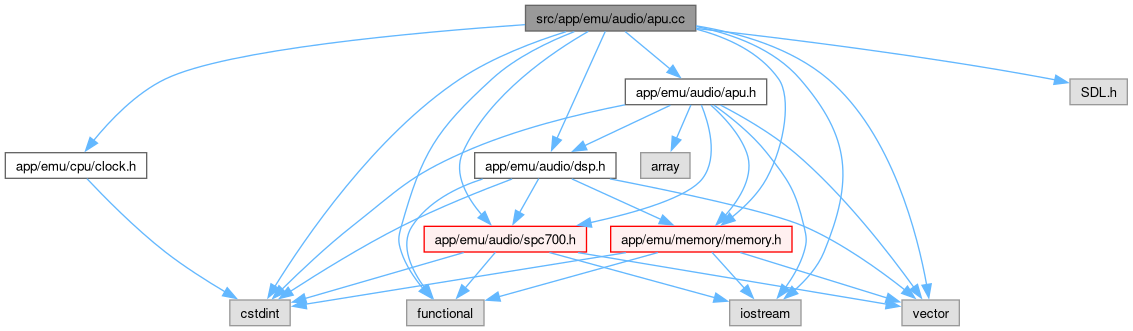 src/app/emu/audio/apu.cc
app/emu/audio/apu.h
SDL.h
app/emu/cpu/clock.h
app/emu/audio/dsp.h
array
app/emu/audio/spc700.h
app/emu/memory/memory.h
cstdint
functional
iostream
vector